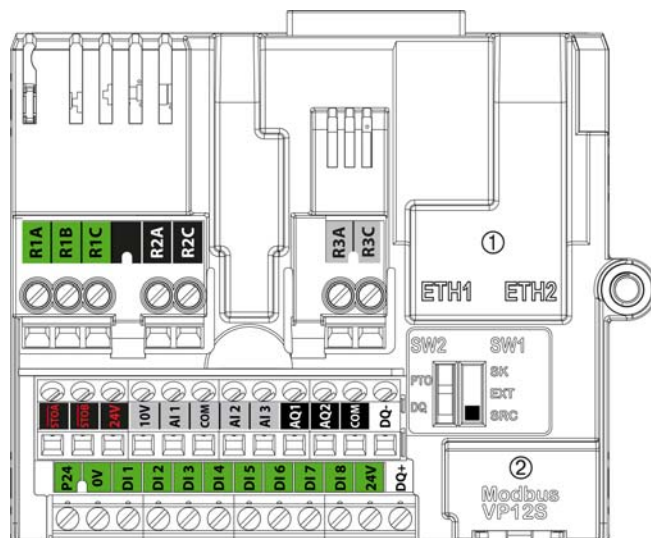 R1A R1B R1C R2A R2C R3A R3C
①
ETH1 ETH2
SW2 SW1
PTO SK
EXT
DQ SRC
STOA STOB 24V 10V AI1 COM AI2 AI3 AQ1 AQ2 COM DQ-
P24 0V DI1 DI2 DI3 DI4 DI5 DI6 DI7 DI8 24V DQ+
②
Modbus
VP12S